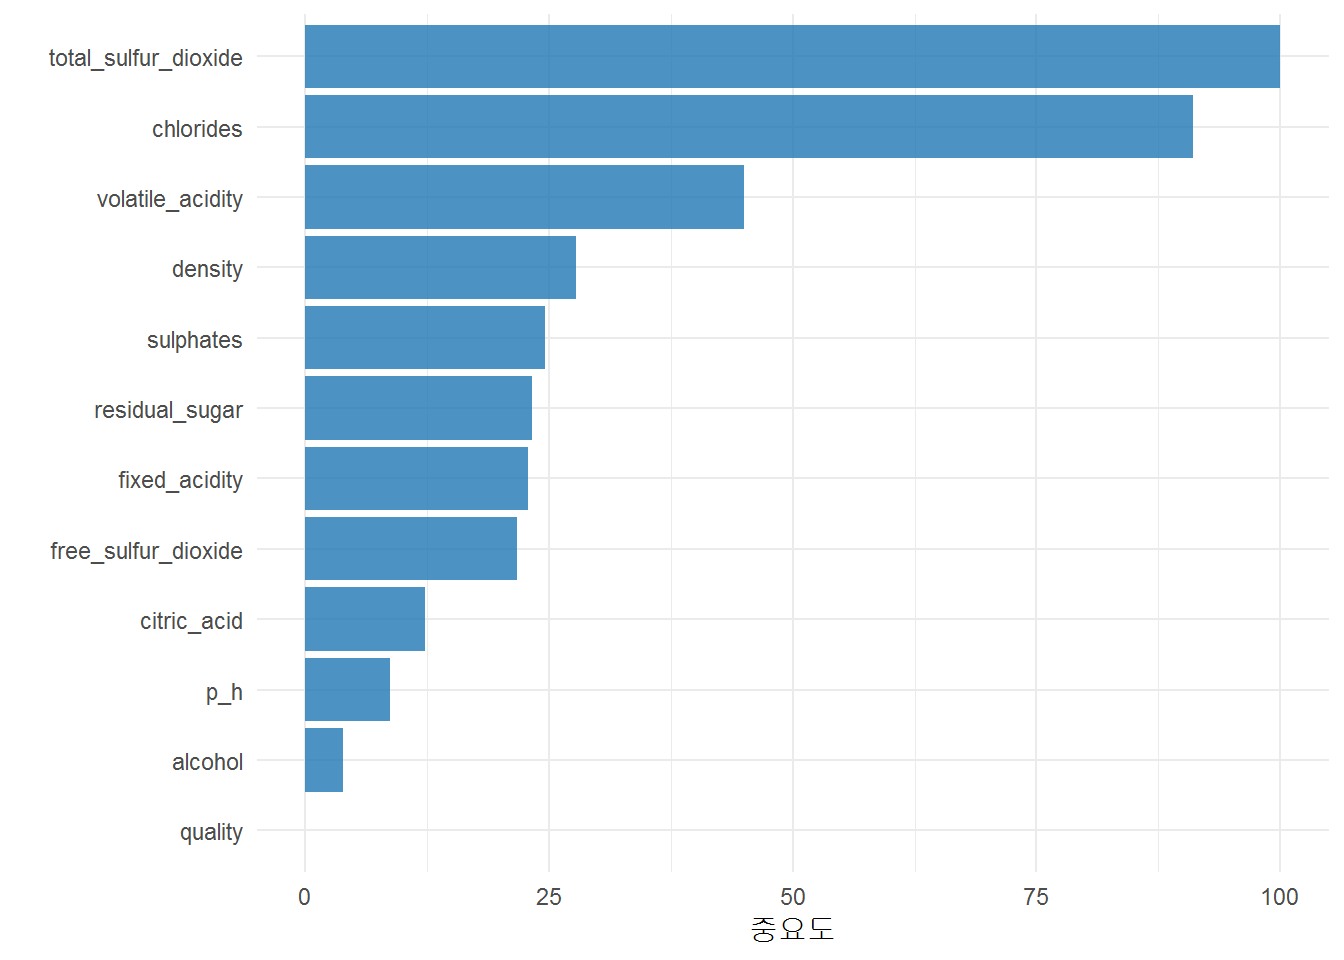 total_sulfur_dioxide
chlorides
volatile_acidity
density
sulphates
residual_sugar
fixed_acidity
free_sulfur_dioxide
citric_acid
p_h
alcohol
quality
0 25 50 75 100
중요도